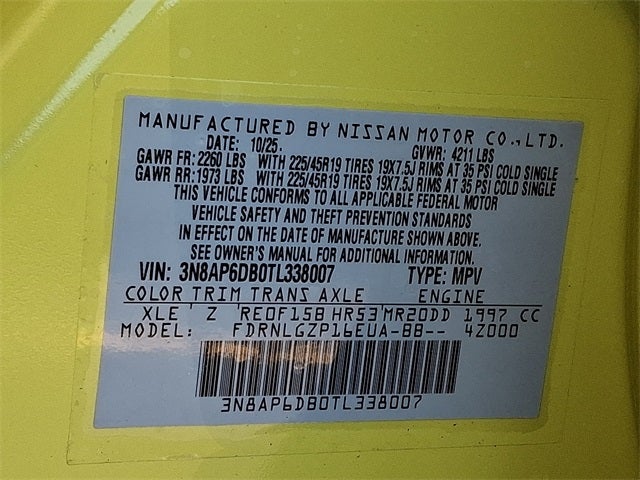 MANUFACTURED BY NISSAN MOTOR CO., LTD.
DATE: 10/25. GVWR: 4211 LBS
GAWR FR: 2260 LBS WITH 225/45R19 TIRES 19X7.5J RIMS AT 35 PSI COLD SINGLE
GAWR RR: 1973 LBS WITH 225/45R19 TIRES 19X7.5J RIMS AT 35 PSI COLD SINGLE
THIS VEHICLE CONFORMS TO ALL APPLICABLE FEDERAL MOTOR
VEHICLE SAFETY AND THEFT PREVENTION STANDARDS
IN EFFECT ON THE DATE OF MANUFACTURE SHOWN ABOVE.
SEE OWNER'S MANUAL FOR ADDITIONAL INFORMATION.
VIN: 3N8AP6DB0TL338007 TYPE: MPV
COLOR TRIM TRANS AXLE ENGINE
XLE Z RE0F15B HR53 MR20DD 1997 CC
MODEL: FDRNLGZP16EUA-BB-- 4Z000
3N8AP6DB0TL338007